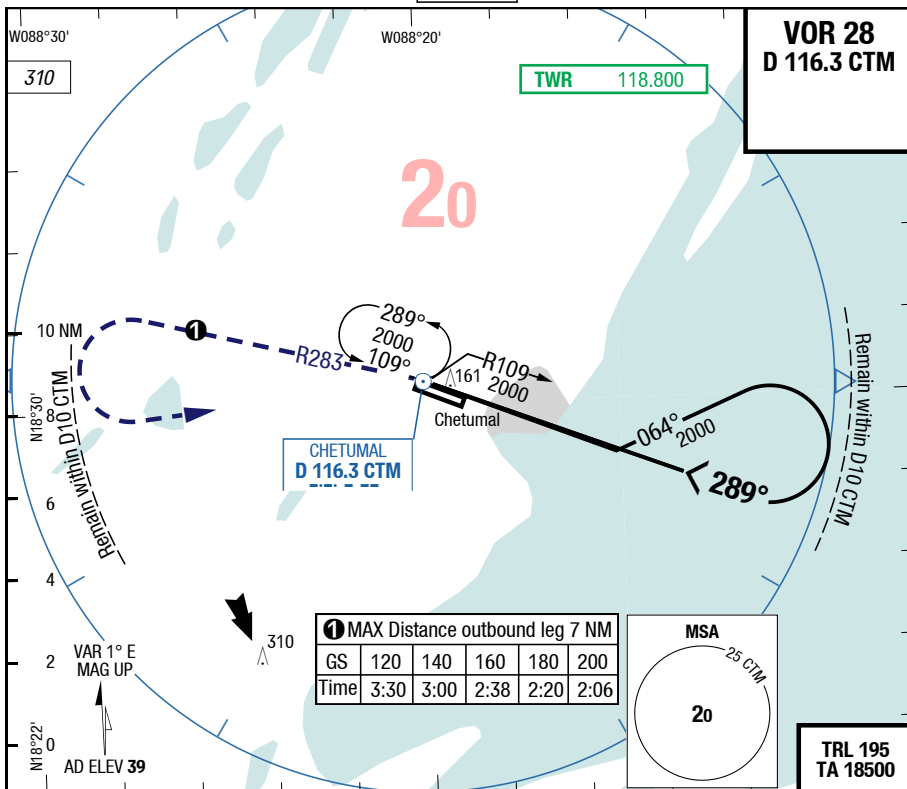 W088°30'
W088°20'
VOR 28
D 116.3 CTM
310
TWR 118.800
20
10 NM
1
R283
289°
2000
109°
R109
2000
161
Chetumal
064°
2000
289°
Remain within D10 CTM
Remain within D10 CTM
N18°30'
8
CHETUMAL
D 116.3 CTM
6
4
310
2
VAR 1° E
MAG UP
N18°22'
0
AD ELEV 39
1 MAX Distance outbound leg 7 NM
GS 120 140 160 180 200
Time 3:30 3:00 2:38 2:20 2:06
MSA
25 CTM
20
TRL 195
TA 18500